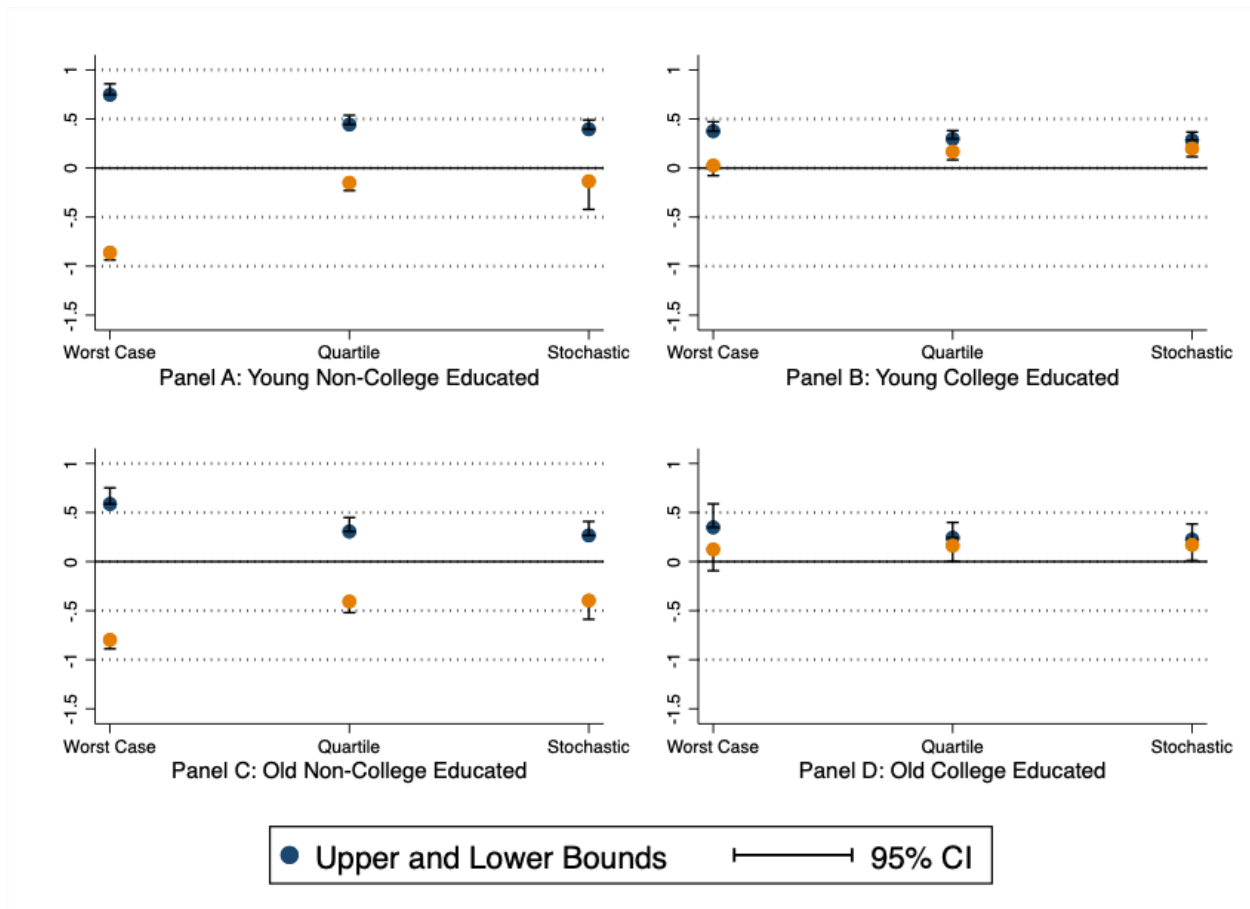 1
.5
0
-.5
-1
-1.5
Worst Case Quartile Stochastic
Panel A: Young Non-College Educated
1
.5
0
-.5
-1
-1.5
Worst Case Quartile Stochastic
Panel B: Young College Educated
1
.5
0
-.5
-1
-1.5
Worst Case Quartile Stochastic
Panel C: Old Non-College Educated
1
.5
0
-.5
-1
-1.5
Worst Case Quartile Stochastic
Panel D: Old College Educated
Upper and Lower Bounds 95% CI